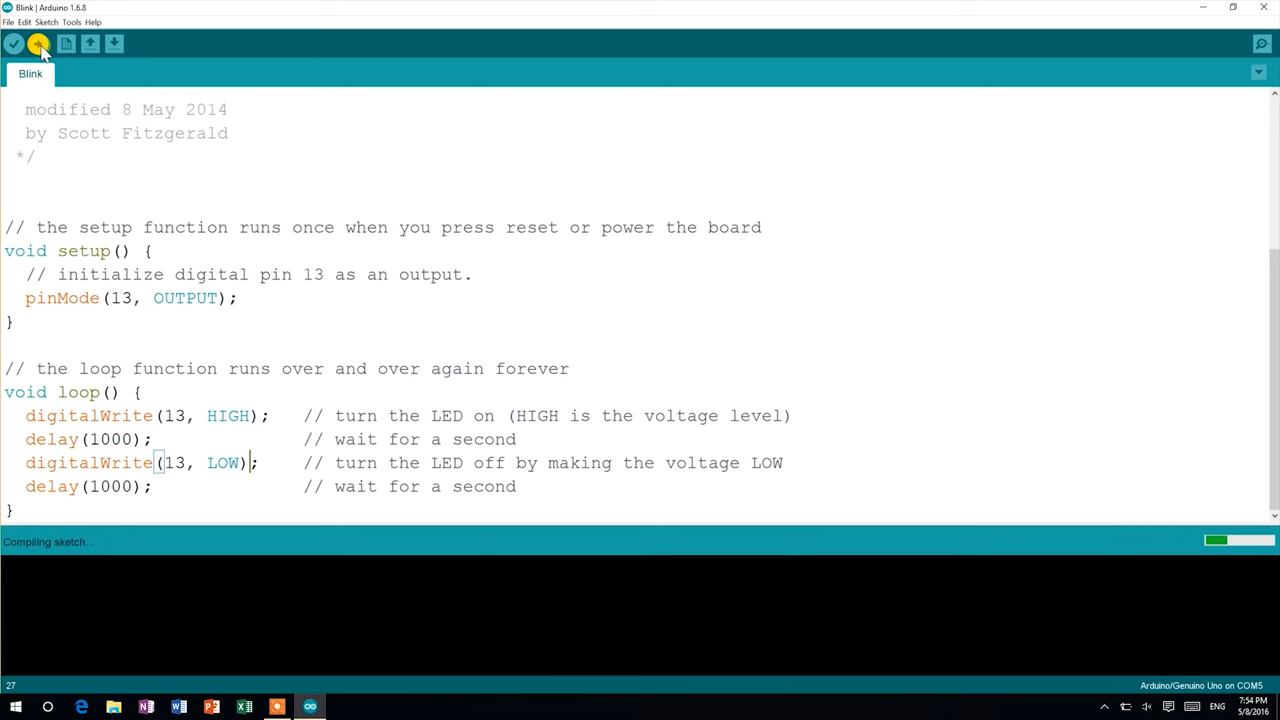 Blink | Arduino 1.6.8
File Edit Sketch Tools Help
Blink
modified 8 May 2014
by Scott Fitzgerald
*/
// the setup function runs once when you press reset or power the board
void setup() {
// initialize digital pin 13 as an output.
pinMode(13, OUTPUT);
}
// the loop function runs over and over again forever
void loop() {
digitalWrite(13, HIGH);   // turn the LED on (HIGH is the voltage level)
delay(1000);              // wait for a second
digitalWrite(13, LOW);    // turn the LED off by making the voltage LOW
delay(1000);              // wait for a second
}
Compiling sketch...
27
Arduino/Genuino Uno on COM5
ENG
7:54 PM
5/8/2016